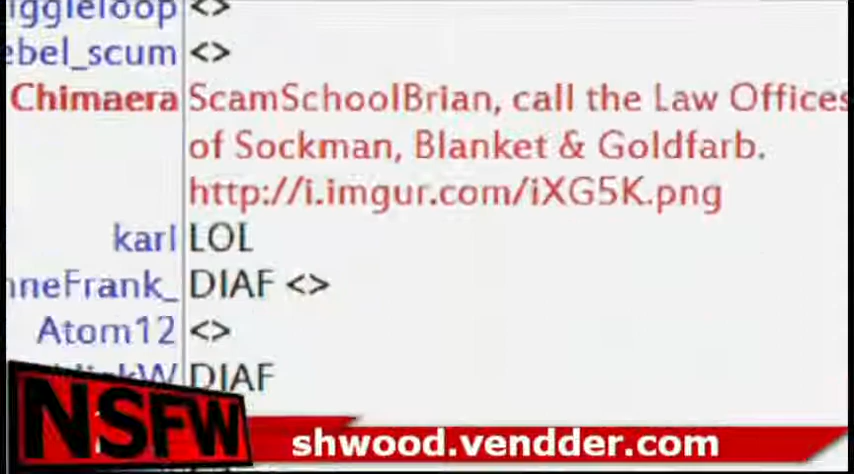 iggleloop <>
ebel_scum <>
Chimaera ScamSchoolBrian, call the Law Offices
of Sockman, Blanket & Goldfarb.
http://i.imgur.com/iXG5K.png
karl LOL
nneFrank_ DIAF <>
Atom12 <>
DIAF
NSFW
shwood.vendder.com